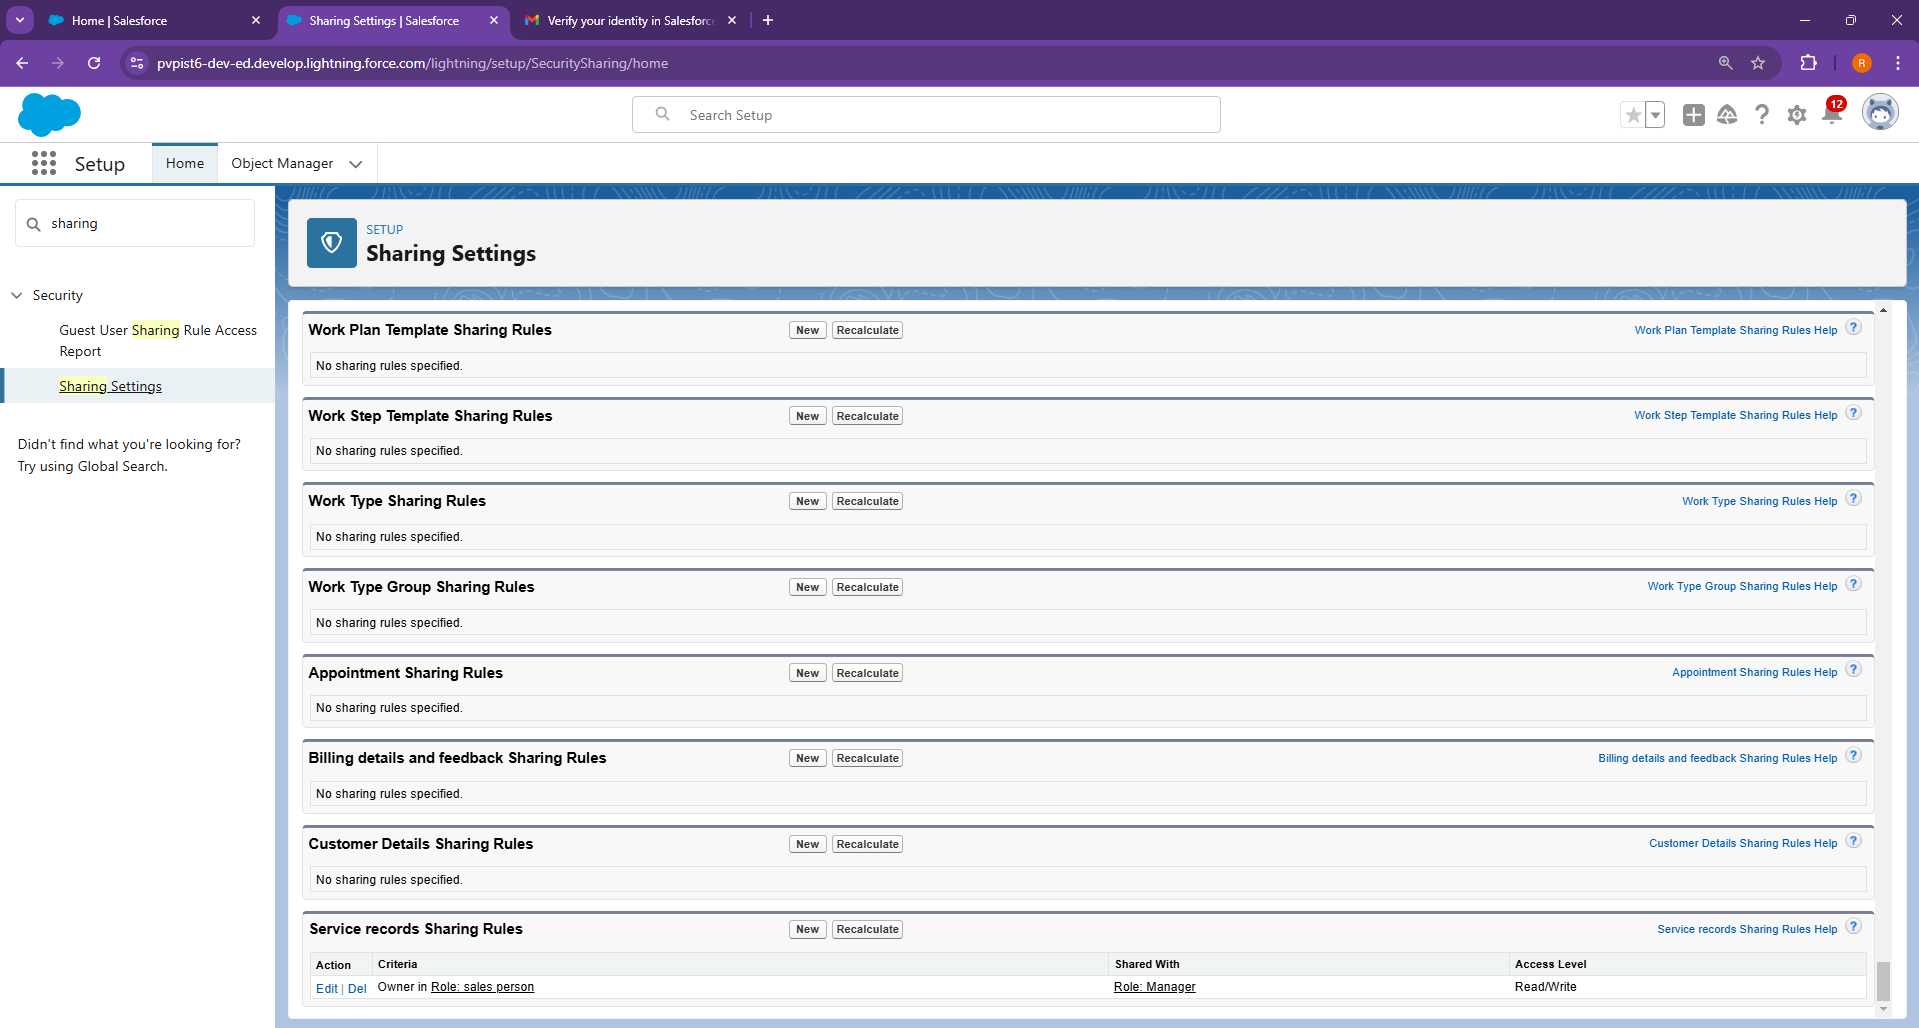 Home | Salesforce
Sharing Settings | Salesforce
Verify your identity in Salesforc
pvpist6-dev-ed.develop.lightning.force.com/lightning/setup/SecuritySharing/home
R
Search Setup
12
Setup
Home
Object Manager
sharing
Security
Guest User Sharing Rule Access
Report
Sharing Settings
Didn't find what you're looking for?
Try using Global Search.
SETUP
Sharing Settings
Work Plan Template Sharing Rules
New
Recalculate
Work Plan Template Sharing Rules Help ?
No sharing rules specified.
Work Step Template Sharing Rules
New
Recalculate
Work Step Template Sharing Rules Help ?
No sharing rules specified.
Work Type Sharing Rules
New
Recalculate
Work Type Sharing Rules Help ?
No sharing rules specified.
Work Type Group Sharing Rules
New
Recalculate
Work Type Group Sharing Rules Help ?
No sharing rules specified.
Appointment Sharing Rules
New
Recalculate
Appointment Sharing Rules Help ?
No sharing rules specified.
Billing details and feedback Sharing Rules
New
Recalculate
Billing details and feedback Sharing Rules Help ?
No sharing rules specified.
Customer Details Sharing Rules
New
Recalculate
Customer Details Sharing Rules Help ?
No sharing rules specified.
Service records Sharing Rules
New
Recalculate
Service records Sharing Rules Help ?
Action Criteria Shared With Access Level
Edit | Del Owner in Role: sales person Role: Manager Read/Write